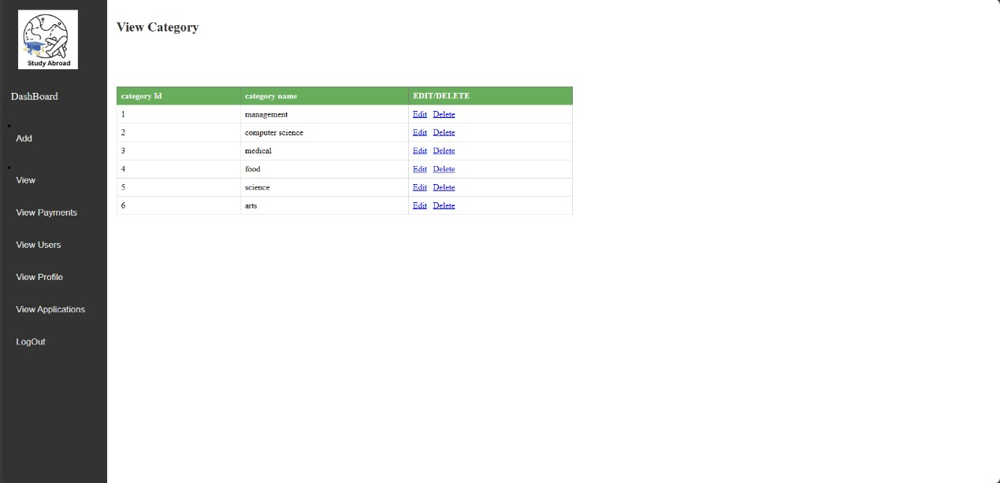 Study Abroad
DashBoard
Add
View
View Payments
View Users
View Profile
View Applications
LogOut
View Category
category Id category name EDIT/DELETE
1 management Edit Delete
2 computer science Edit Delete
3 medical Edit Delete
4 food Edit Delete
5 science Edit Delete
6 arts Edit Delete